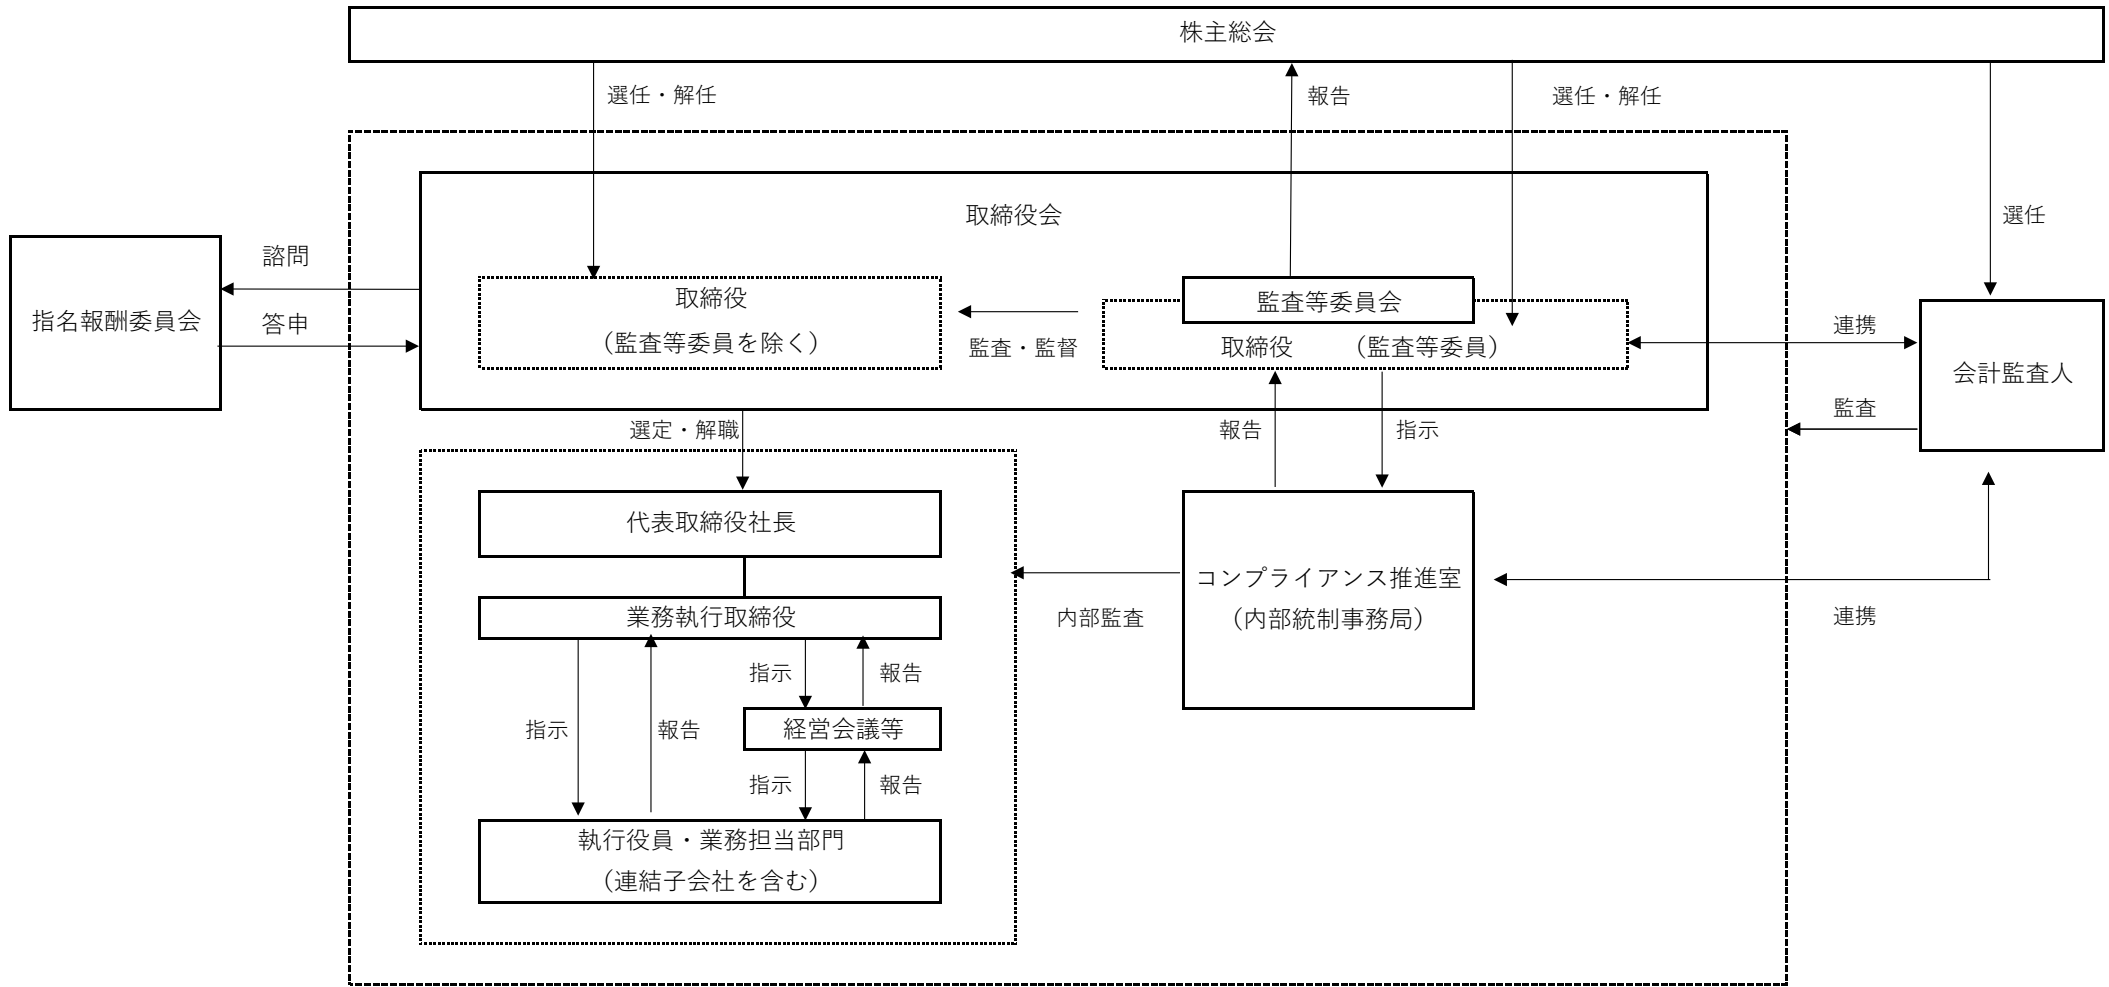 株主総会
選任・解任
報告
選任・解任
選任
取締役会
指名報酬委員会
諮問
答申
取締役
（監査等委員を除く）
監査・監督
監査等委員会
取締役　（監査等委員）
連携
監査
会計監査人
選定・解職
報告
指示
代表取締役社長
業務執行取締役
内部監査
コンプライアンス推進室
（内部統制事務局）
連携
指示
報告
指示
報告
経営会議等
指示
報告
執行役員・業務担当部門
（連結子会社を含む）